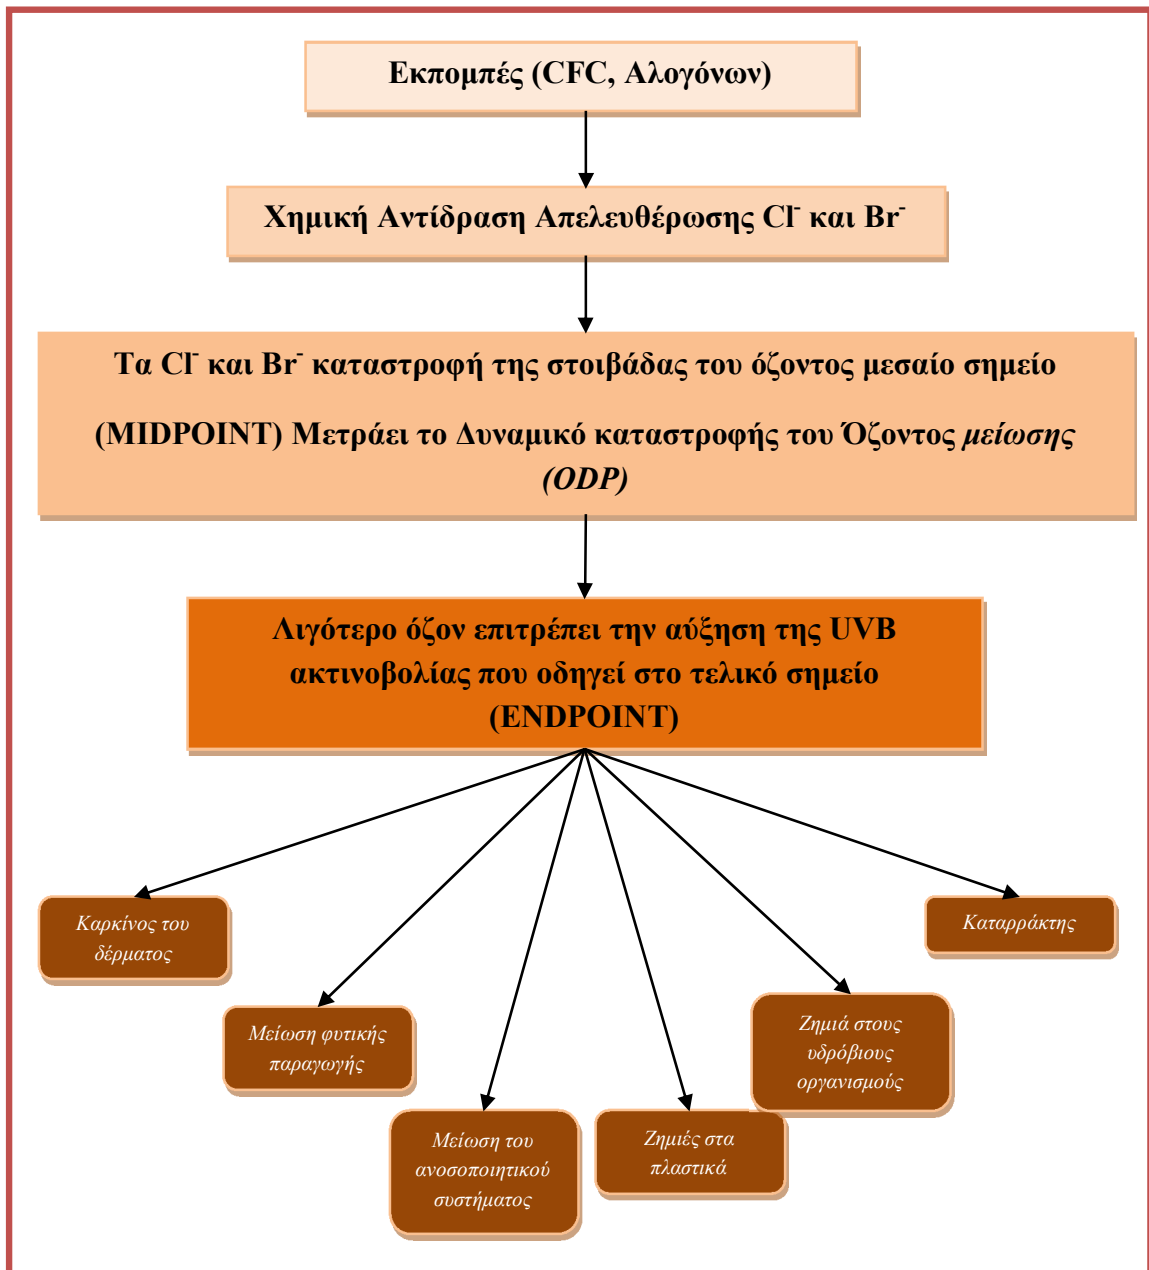 Εκπομπές (CFC, Αλογόνων)
Χημική Αντίδραση Απελευθέρωσης Cl⁻ και Br⁻
Τα Cl⁻ και Br⁻ καταστροφή της στοιβάδας του όζοντος μεσαίο σημείο
(MIDPOINT) Μετράει το Δυναμικό καταστροφής του Όζοντος μείωσης
(ODP)
Λιγότερο όζον επιτρέπει την αύξηση της UVB
ακτινοβολίας που οδηγεί στο τελικό σημείο
(ENDPOINT)
Καρκίνος του
δέρματος
Μείωση φυτικής
παραγωγής
Μείωση του
ανοσοποιητικού
συστήματος
Ζημιές στα
πλαστικά
Ζημιά στους
υδρόβιους
οργανισμούς
Καταρράκτης